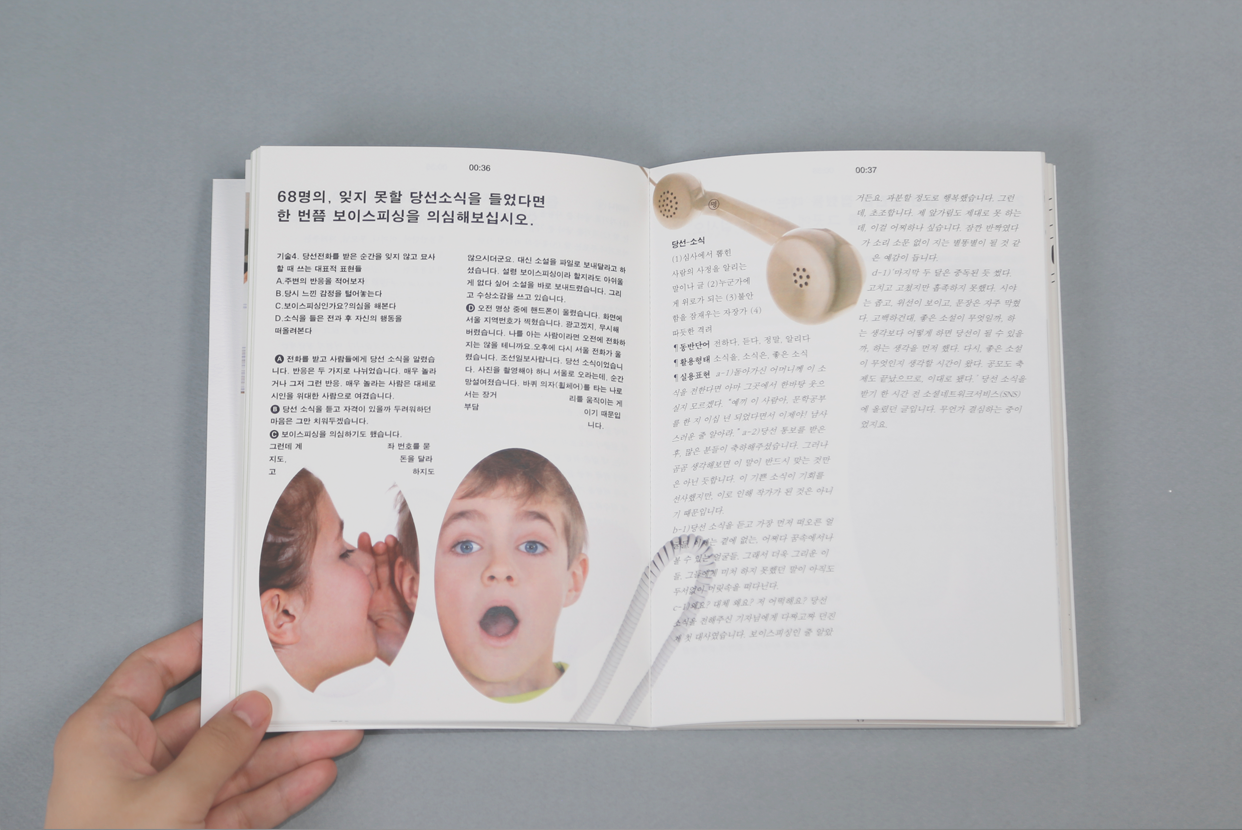 00:36
68명의, 잊지 못할 당선소식을 들었다면
한 번쯤 보이스피싱을 의심해보십시오.
기술4. 당선전화를 받은 순간을 잊지 않고 묘사
할 때 쓰는 대표적 표현들
A.주변의 반응을 적어보자
B.당시 느낀 감정을 털어놓는다
C.보이스피싱인가요?의심을 해본다
D.소식을 들은 전과 후 자신의 행동을
떠올려본다
A 전화를 받고 사람들에게 당선 소식을 알렸습
니다. 반응은 두 가지로 나뉘었습니다. 매우 놀라
거나 그저 그런 반응. 매우 놀라는 사람은 대체로
시인을 위대한 사람으로 여겼습니다.
B 당선 소식을 듣고 자격이 있을까 두려워하던
마음은 그만 치워두었습니다.
C 보이스피싱을 의심하기도 했습니다.
그런데 계 좌 번호를 묻
지도, 돈을 달라
고 하지도
않으시더군요. 대신 소설을 파일로 보내달라고 하
셨습니다. 설령 보이스피싱이라 할지라도 아쉬울
게 없다 싶어 소설을 바로 보내드렸습니다. 그리
고 수상소감을 쓰고 있습니다.
D 오전 명상 중에 핸드폰이 울렸습니다. 화면에
서울 지역번호가 찍혔습니다. 광고겠지, 무시해
버렸습니다. 나를 아는 사람이라면 오전에 전화하
지는 않을 테니까요.오후에 다시 서울 전화가 울
렸습니다. 조선일보사랍니다. 당선 소식이었습니
다. 사진을 촬영해야 하니 서울로 오라는데, 순간
망설여졌습니다. 바퀴 의자(휠체어)를 타는 나로
서는 장거 리를 움직이는 게
부담 이기 때문입
니다.
00:37
당선·소식
(1)심사에서 뽑힌
사람의 사정을 알리는
말이나 글 (2)누군가에
게 위로가 되는 (3)불안
함을 잠재우는 자장가 (4)
따듯한 격려
¶동반단어 전하다, 듣다, 정말, 알리다
¶활용형태 소식을, 소식은, 좋은 소식
¶실용표현 a-1)돌아가신 어머니께 이 소
식을 전한다면 아마 그곳에서 한바탕 웃으
실지 모르겠다. "예끼 이 사람아, 문학공부
를 한 지 이십 년 되었다면서 이제야! 남사
스러운 줄 알아라." a-2)당선 통보를 받은
후, 많은 분들이 축하해주셨습니다. 그러나
곰곰 생각해보면 이 말이 반드시 맞는 것만
은 아닌 듯합니다. 이 기쁜 소식이 기회를
선사했지만, 이로 인해 작가가 된 것은 아니
기 때문입니다.
b-1)당선 소식을 듣고 가장 먼저 떠오른 얼
곁에 없는, 어쩌다 꿈속에서나
볼 수 있는 얼굴들. 그래서 더욱 그리운 이
들. 그들에게 미처 하지 못했던 말이 아직도
두서없이 머릿속을 떠다닌다.
c-1)왜요? 대체 왜요? 저 어떡해요? 당선
소식을 전해주신 기자님에게 다짜고짜 던진
제 첫 대사였습니다. 보이스피싱인 줄 알았
거든요. 과분할 정도로 행복했습니다. 그런
데, 초조합니다. 제 앞가림도 제대로 못 하는
데, 이걸 어찌하나 싶습니다. 잠깐 반짝였다
가 소리 소문 없이 지는 별똥별이 될 것 같
은 예감이 듭니다.
d-1)'마지막 두 달은 중독된 듯 썼다.
고치고 고쳤지만 흡족하지 못했다. 시야
는 좁고, 위선이 보이고, 문장은 자주 막혔
다. 고백하건대, 좋은 소설이 무엇일까, 하
는 생각보다 어떻게 하면 당선이 될 수 있을
까, 하는 생각을 먼저 했다. 다시, 좋은 소설
이 무엇인지 생각할 시간이 왔다. 공모도 축
제도 끝났으므로, 이대로 됐다.' 당선 소식을
받기 한 시간 전 소셜네트워크서비스(SNS)
에 올렸던 글입니다. 무언가 결심하는 중이
었지요.